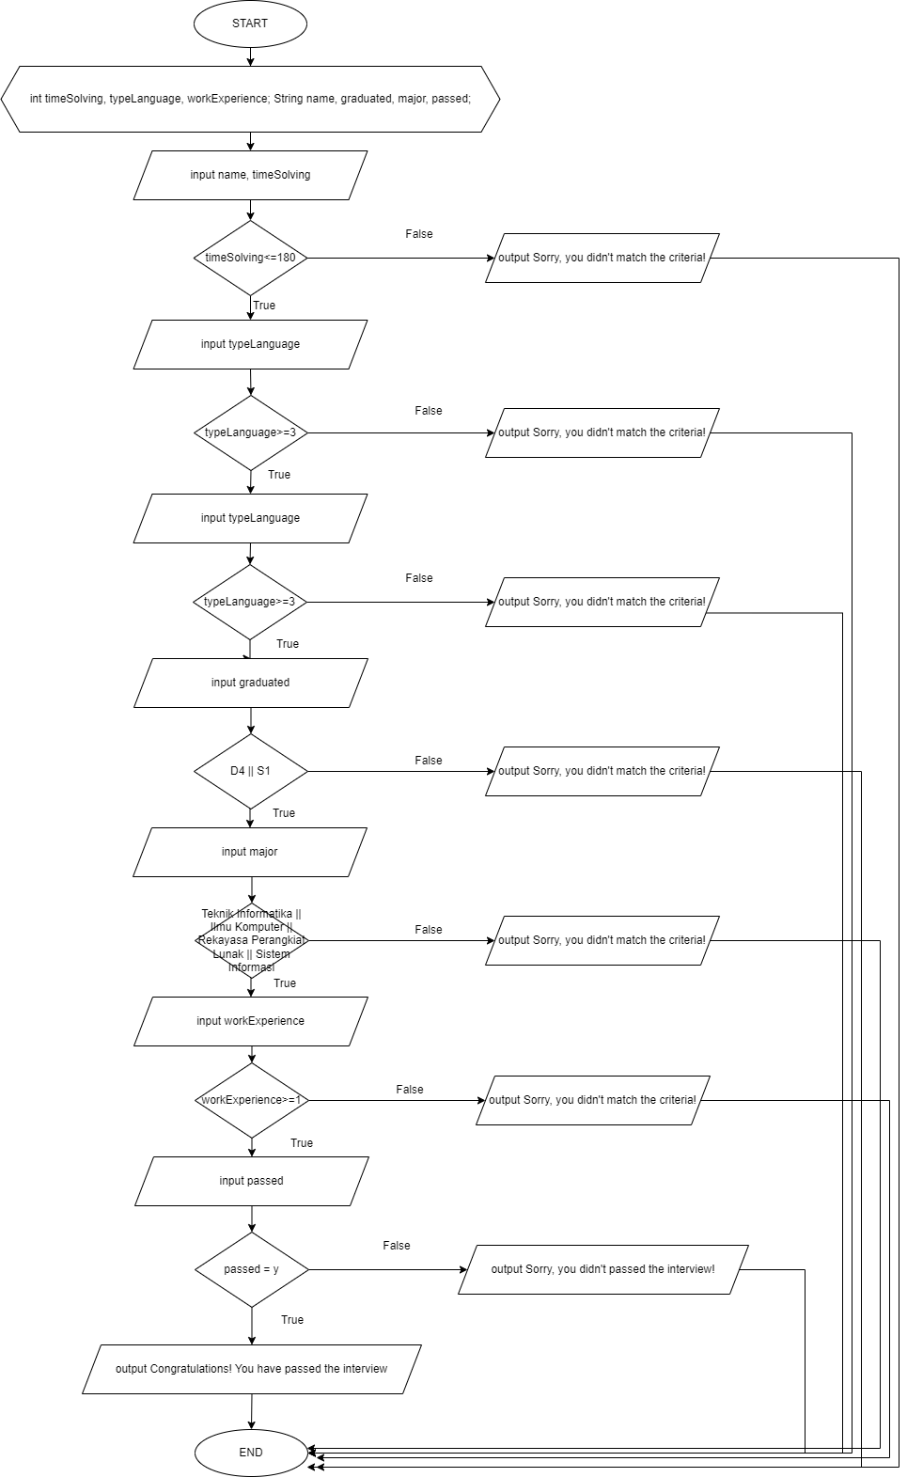 START
int timeSolving, typeLanguage, workExperience; String name, graduated, major, passed;
input name, timeSolving
timeSolving<=180
False
output Sorry, you didn't match the criteria!
True
input typeLanguage
typeLanguage>=3
False
output Sorry, you didn't match the criteria!
True
input typeLanguage
typeLanguage>=3
False
output Sorry, you didn't match the criteria!
True
input graduated
D4 || S1
False
output Sorry, you didn't match the criteria!
True
input major
Teknik Informatika ||
Ilmu Komputer ||
Rekayasa Perangkiat
Lunak || Sistem
Informasi
False
output Sorry, you didn't match the criteria!
True
input workExperience
workExperience>=1
False
output Sorry, you didn't match the criteria!
True
input passed
passed = y
False
output Sorry, you didn't passed the interview!
True
output Congratulations! You have passed the interview
END